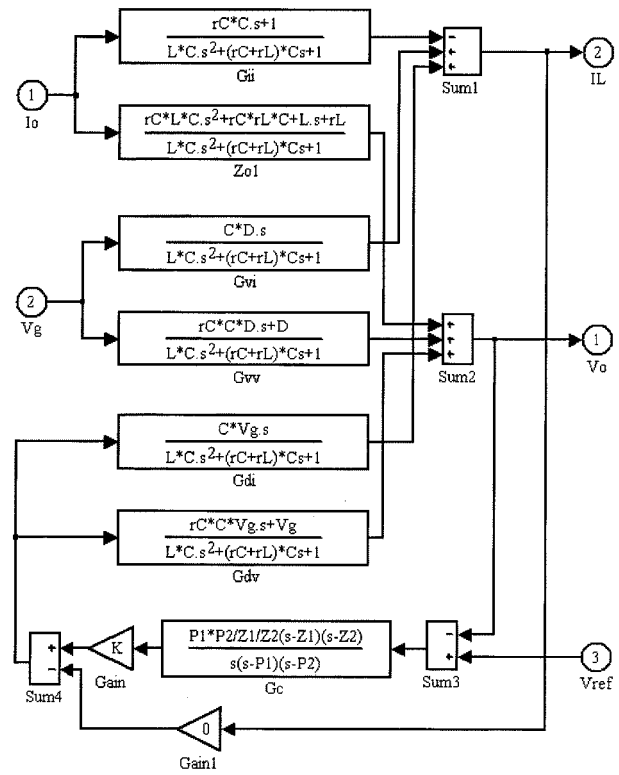 rC*C.s+1
L*C.s2+(rC+rL)*Cs+1
Gii
-
+
+
Sum1
2
IL
1
Io
rC*L*C.s2+rC*rL*C+L.s+rL
L*C.s2+(rC+rL)*Cs+1
Zo1
C*D.s
L*C.s2+(rC+rL)*Cs+1
Gvi
2
Vg
rC*C*D.s+D
L*C.s2+(rC+rL)*Cs+1
Gvv
+
+
+
Sum2
1
Vo
C*Vg.s
L*C.s2+(rC+rL)*Cs+1
Gdi
rC*C*Vg.s+Vg
L*C.s2+(rC+rL)*Cs+1
Gdv
+
-
Sum4
K
Gain
P1*P2/Z1/Z2(s-Z1)(s-Z2)
s(s-P1)(s-P2)
Gc
-
+
Sum3
3
Vref
0
Gain1